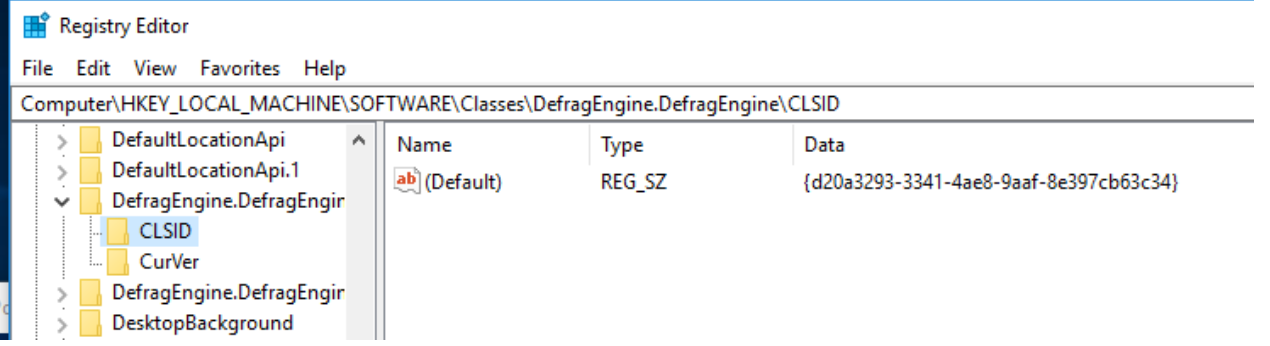 Registry Editor
File Edit View Favorites Help
Computer\HKEY_LOCAL_MACHINE\SOFTWARE\Classes\DefragEngine.DefragEngine\CLSID
DefaultLocationApi
DefaultLocationApi.1
DefragEngine.DefragEngin
CLSID
CurVer
DefragEngine.DefragEngin
DesktopBackground
Name Type Data
ab (Default) REG_SZ {d20a3293-3341-4ae8-9aaf-8e397cb63c34}